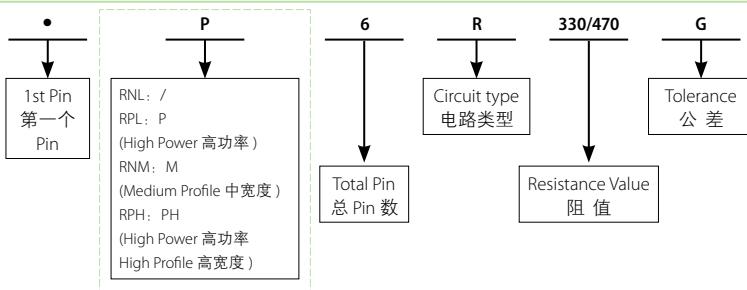 • P 6 R 330/470 G
1st Pin
第一个
Pin
RNL: /
RPL: P
(High Power 高功率)
RNM: M
(Medium Profile 中宽度)
RPH: PH
(High Power 高功率
High Profile 高宽度)
Total Pin
总 Pin 数
Circuit type
电路类型
Resistance Value
阻 值
Tolerance
公 差